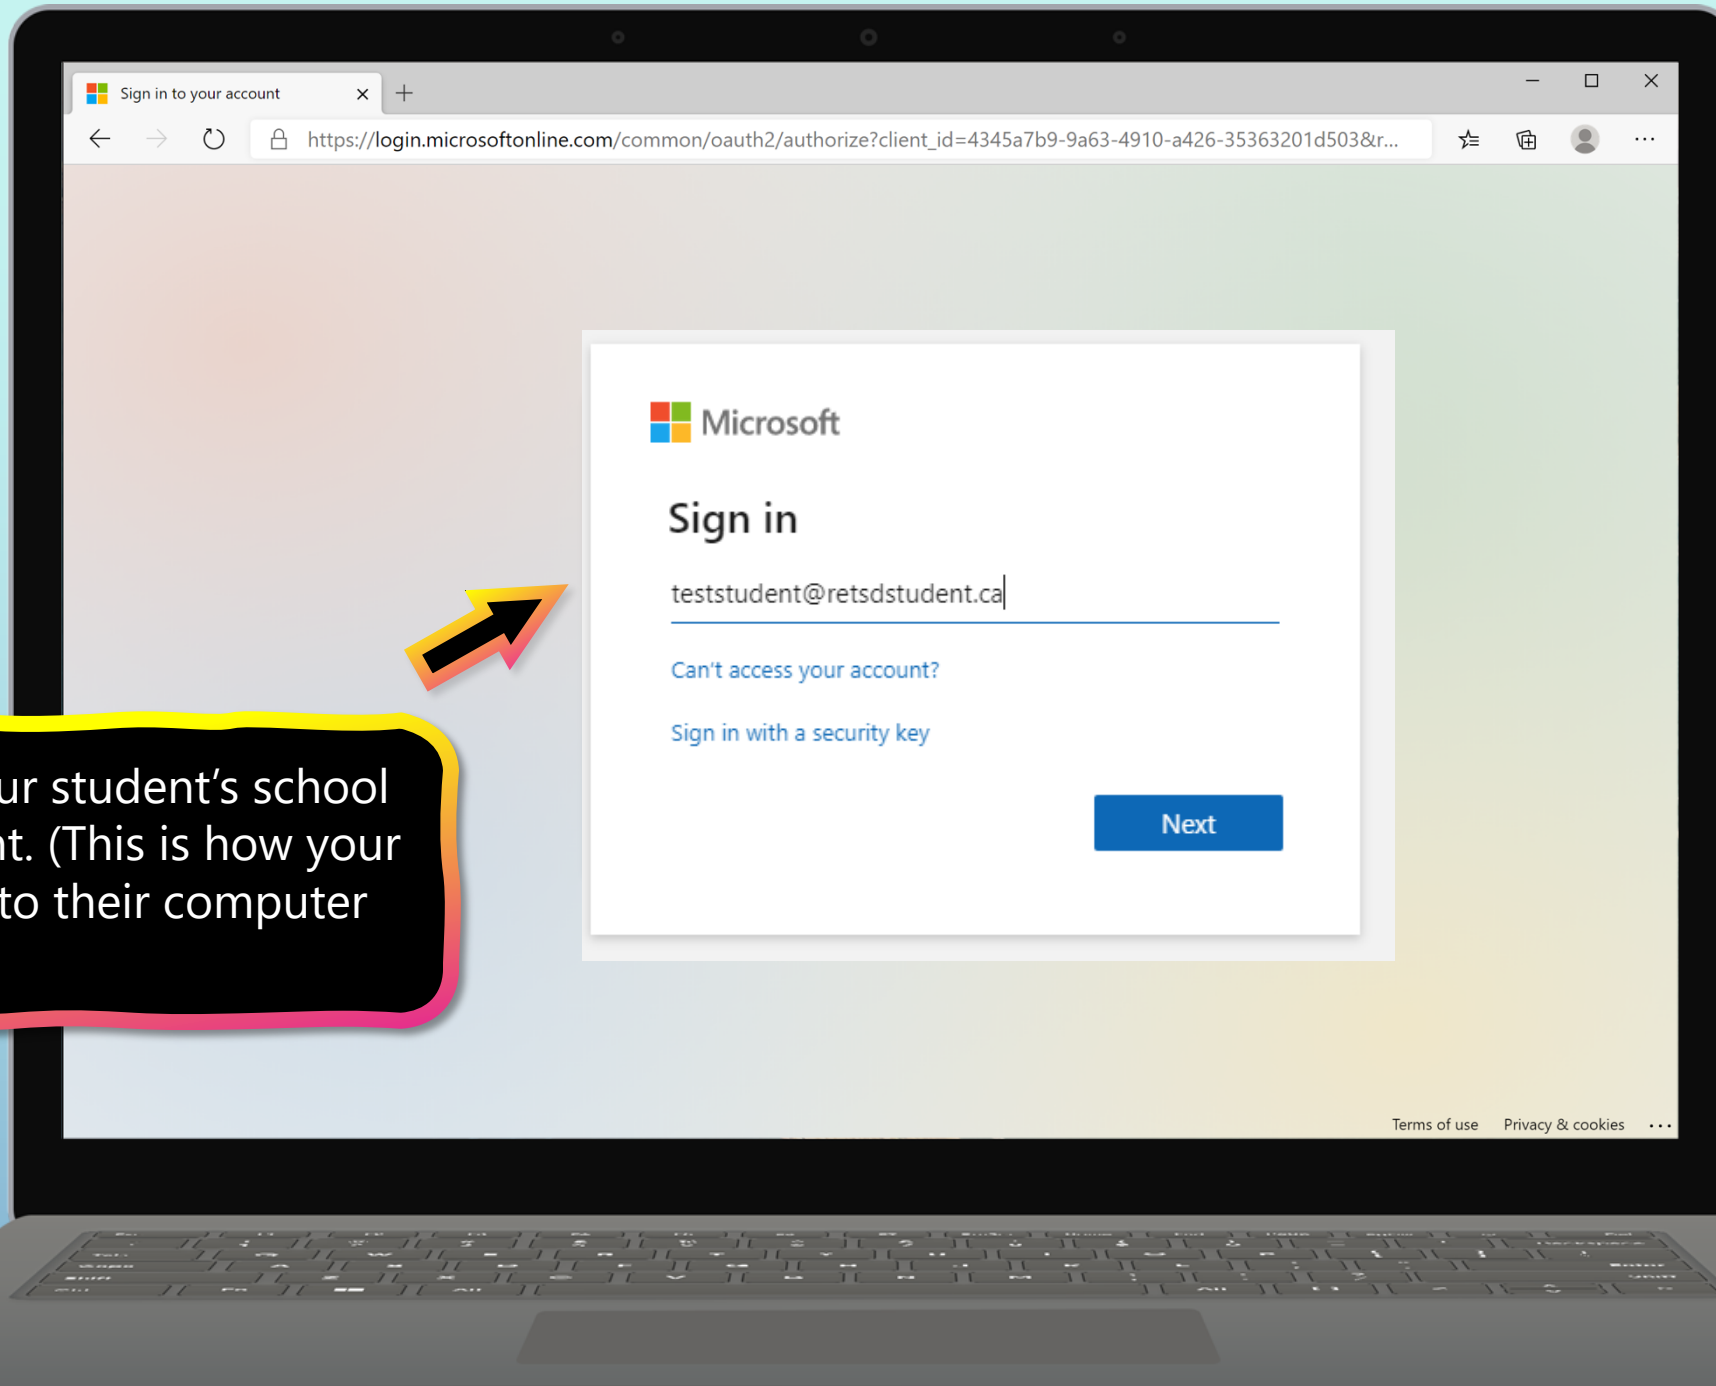 Sign in to your account
https://login.microsoftonline.com/common/oauth2/authorize?client_id=4345a7b9-9a63-4910-a426-35363201d503&r...
Microsoft
Sign in
teststudent@retsdstudent.ca
Can't access your account?
Sign in with a security key
Next
ur student's school
nt. (This is how your
to their computer
Terms of use Privacy & cookies ...